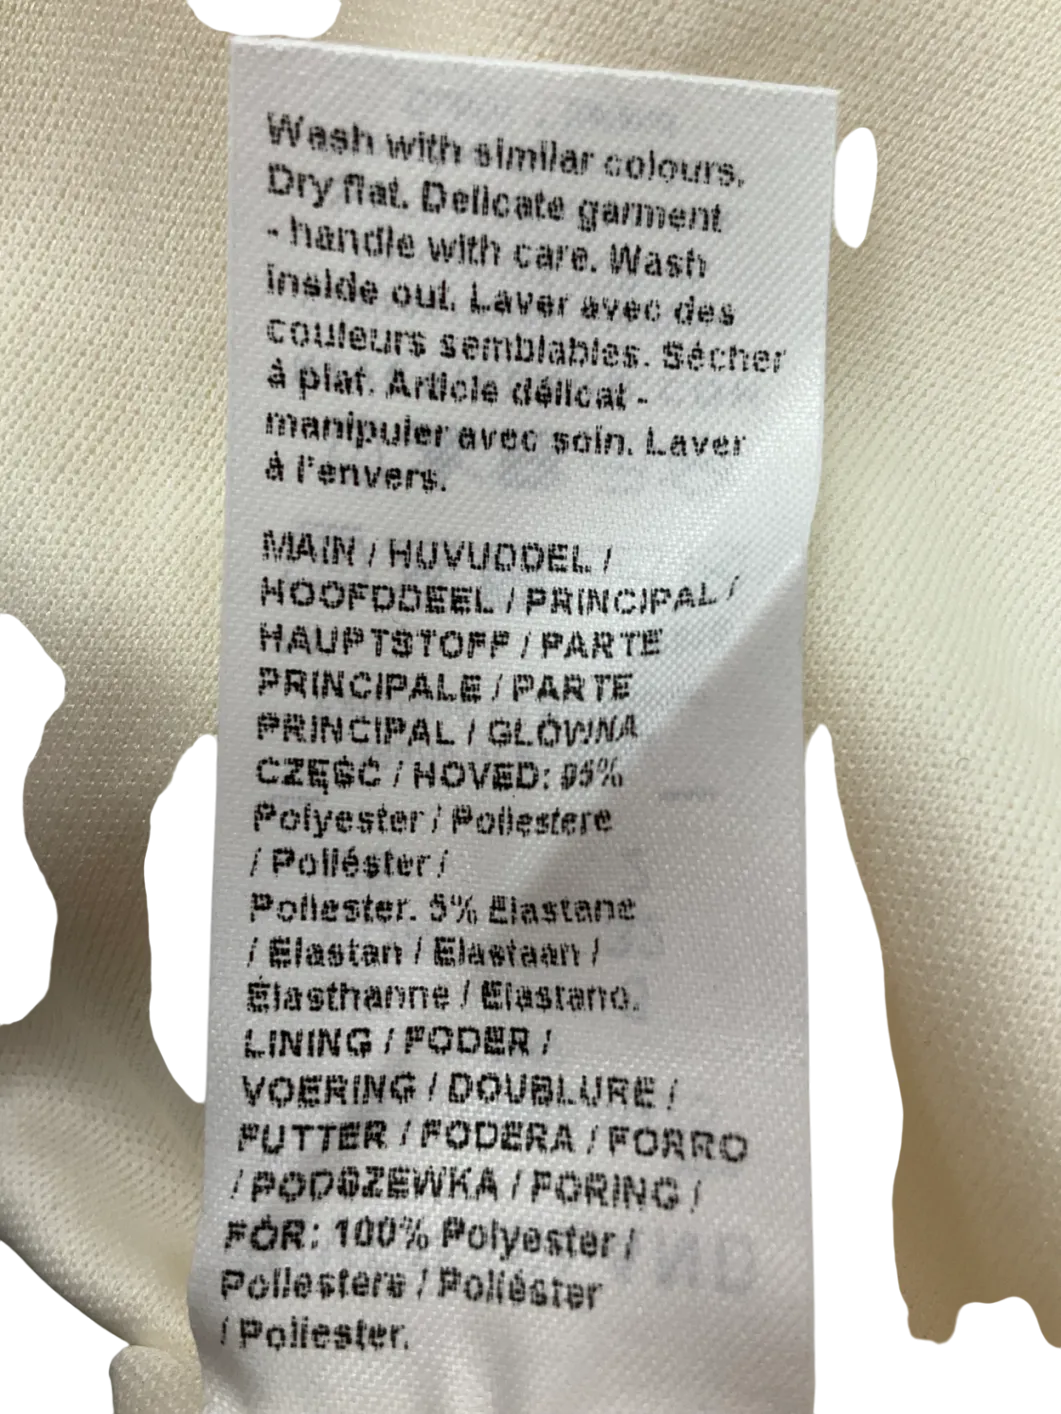 Wash with similar colours.
Dry flat. Delicate garment
- handle with care. Wash
inside out. Laver avec des
couleurs semblables. Sécher
à plat. Article délicat -
manipuler avec soin. Laver
à l'envers.
MAIN / HUVUDDEL /
HOOFDDEEL / PRINCIPAL /
HAUPTSTOFF / PARTE
PRINCIPALE / PARTE
PRINCIPAL / GŁÓWNA
CZĘŚĆ / HOVED: 95%
Polyester / Poliestere
/ Poliéster /
Poliester. 5% Elastane
/ Elastan / Elastaan /
Élasthanne / Elastano.
LINING / FODER /
VOERING / DOUBLURE /
FUTTER / FODERA / FORRO
/ PODSZEWKA / FORING /
FÓR: 100% Polyester /
Poliestere / Poliéster
/ Poliester.